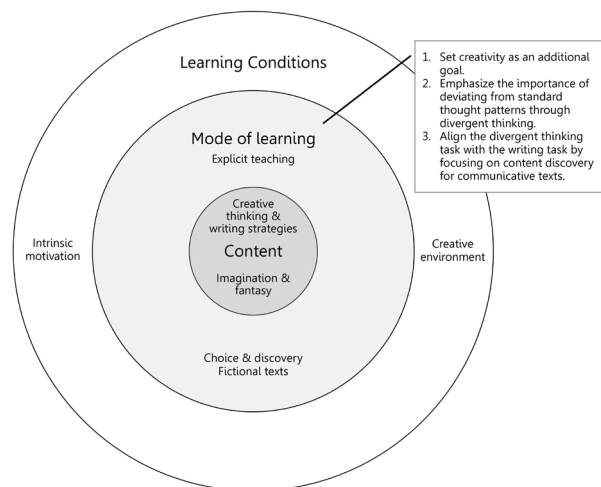 Learning Conditions
1. Set creativity as an additional
goal.
2. Emphasize the importance of
deviating from standard
thought patterns through
divergent thinking.
3. Align the divergent thinking
task with the writing task by
focusing on content discovery
for communicative texts.
Mode of learning
Explicit teaching
Creative
thinking &
writing strategies
Content
Imagination &
fantasy
Intrinsic
motivation
Creative
environment
Choice & discovery
Fictional texts